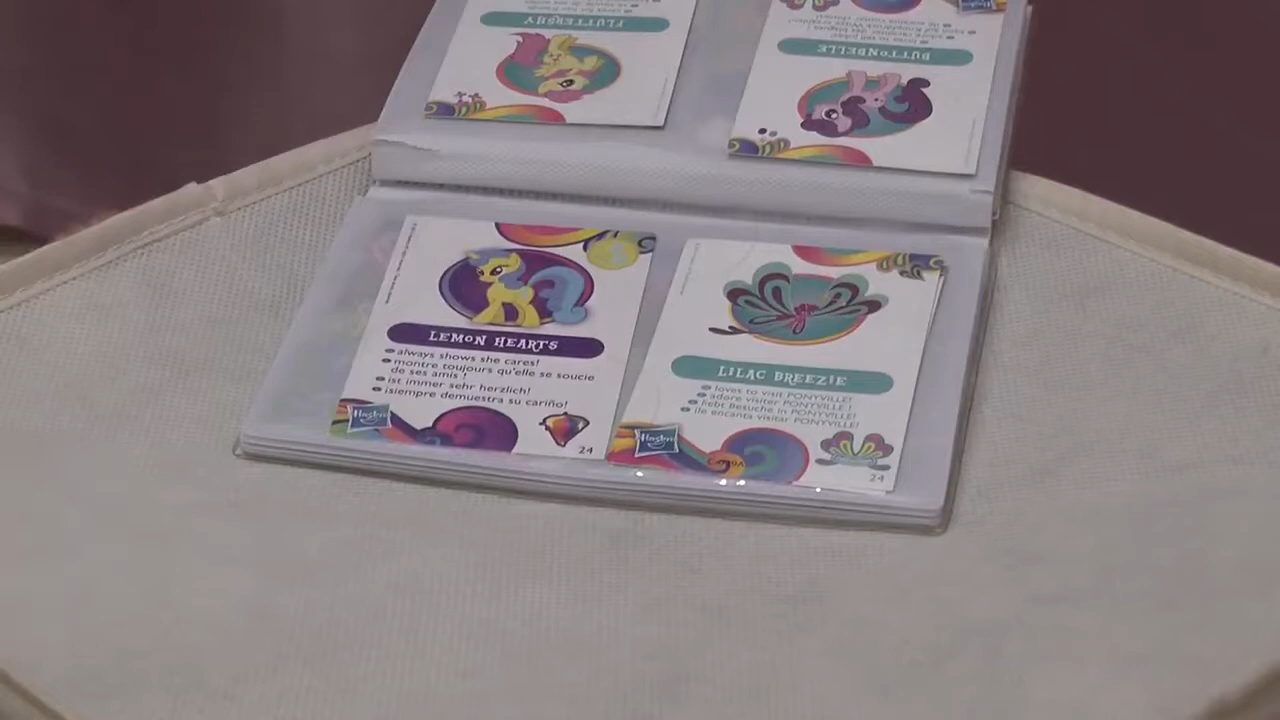 FLUTTERSHY
BUTTONBELLE
Hasbro
LEMON HEARTS
always shows she cares!
montre toujours qu'elle se soucie
de ses amis !
ist immer sehr herzlich!
¡siempre demuestra su cariño!
Hasbro
24
LILAC BREEZIE
loves to visit PONYVILLE!
adore visiter PONYVILLE !
liebt Besuche in PONYVILLE!
¡le encanta visitar PONYVILLE!
Hasbro
24